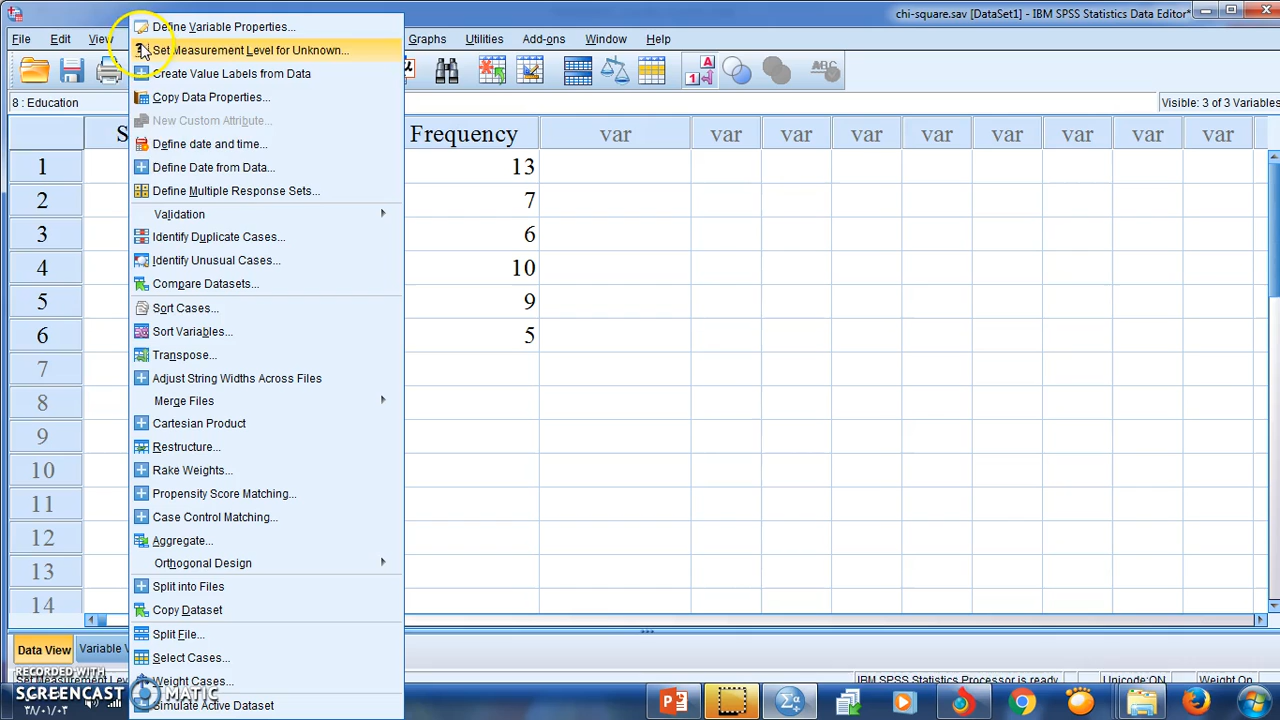 chi-square.sav [DataSet1] - IBM SPSS Statistics Data Editor*
File Edit View Graphs Utilities Add-ons Window Help
Define Variable Properties...
Set Measurement Level for Unknown...
Create Value Labels from Data
Copy Data Properties...
New Custom Attribute...
Define date and time...
Define Date from Data...
Define Multiple Response Sets...
Validation
Identify Duplicate Cases...
Identify Unusual Cases...
Compare Datasets...
Sort Cases...
Sort Variables...
Transpose...
Adjust String Widths Across Files
Merge Files
Cartesian Product
Restructure...
Rake Weights...
Propensity Score Matching...
Case Control Matching...
Aggregate...
Orthogonal Design
Split into Files
Copy Dataset
Split File...
Select Cases...
Weight Cases...
Simulate Active Dataset
8 : Education Visible: 3 of 3 Variables
S Frequency var var var var var var var var
1 13
2 7
3 6
4 10
5 9
6 5
7
8
9
10
11
12
13
14
Data View Variable V
IBM SPSS Statistics Processor is ready Unicode:ON Weight On
RECORDED WITH
SCREENCAST MATIC